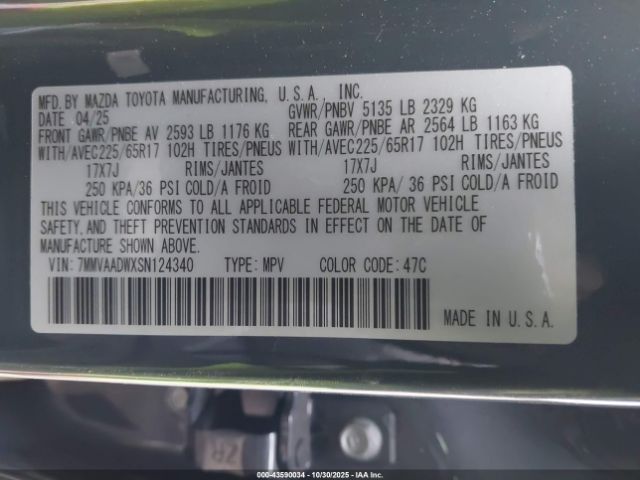 MFD. BY MAZDA TOYOTA MANUFACTURING, U.S.A., INC.
DATE 04/25 GVWR/PNBV 5135 LB 2329 KG
FRONT GAWR/PNBE AV 2593 LB 1176 KG REAR GAWR/PNBE AR 2564 LB 1163 KG
WITH/AVEC225/65R17 102H TIRES/PNEUS WITH/AVEC225/65R17 102H TIRES/PNEUS
17X7J RIMS/JANTES 17X7J RIMS/JANTES
250 KPA/36 PSI COLD/A FROID 250 KPA/36 PSI COLD/A FROID
THIS VEHICLE CONFORMS TO ALL APPLICABLE FEDERAL MOTOR VEHICLE
SAFETY, AND THEFT PREVENTION STANDARDS IN EFFECT ON THE DATE OF
MANUFACTURE SHOWN ABOVE.
VIN: 7MMVAADWXSN124340 TYPE: MPV COLOR CODE: 47C
MADE IN U.S.A.
ZR
000-43590034 - 10/30/2025 - IAA Inc.